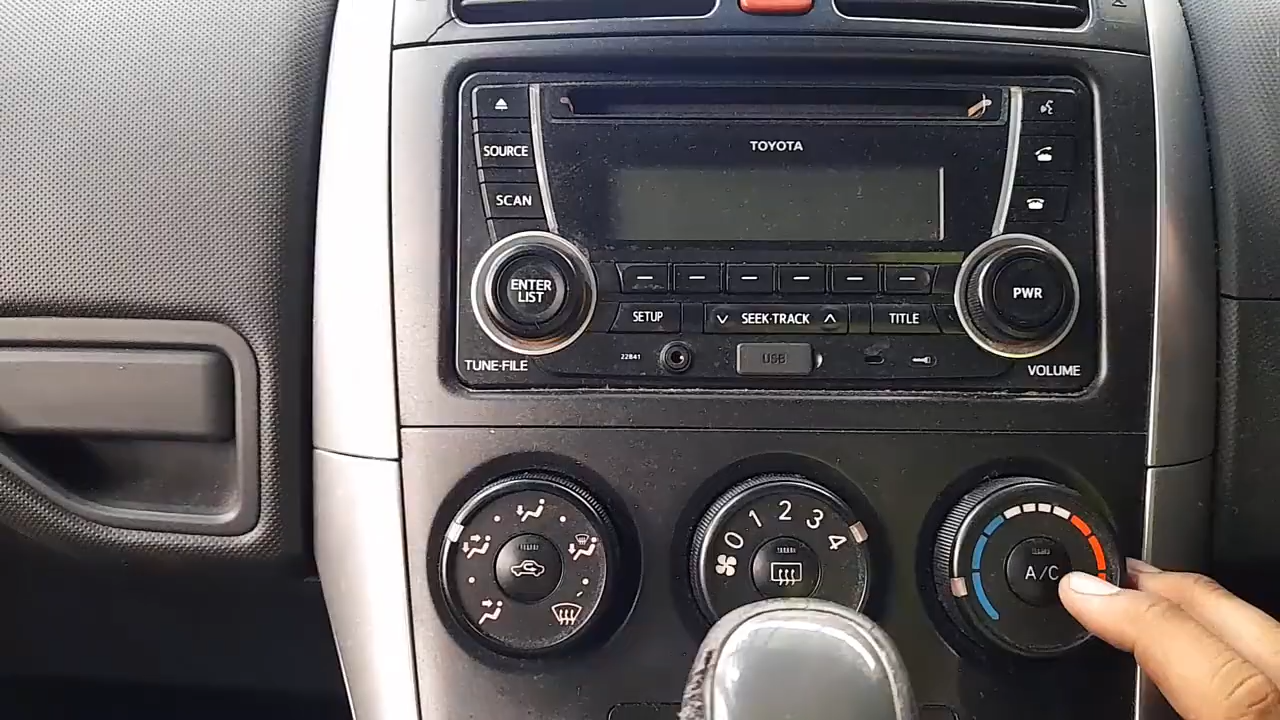 TOYOTA
SOURCE
SCAN
ENTER
LIST
PWR
SETUP
SEEK·TRACK
TITLE
22841
USB
TUNE·FILE
VOLUME
0 1 2 3 4
A/C